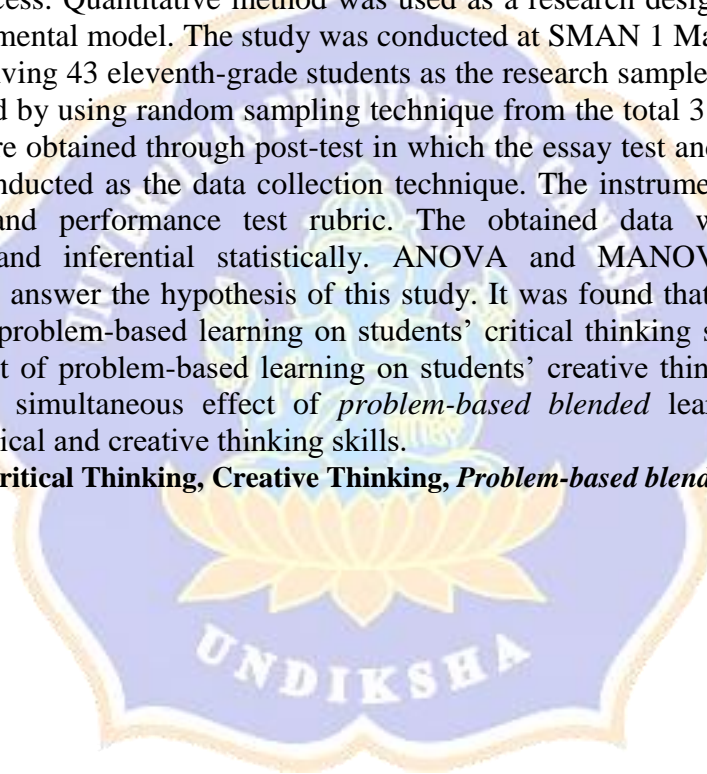 cess. Quantitative method was used as a research desig
mental model. The study was conducted at SMAN 1 Ma
ving 43 eleventh-grade students as the research sample
d by using random sampling technique from the total 3
re obtained through post-test in which the essay test and
nducted as the data collection technique. The instrume
and performance test rubric. The obtained data w
and inferential statistically. ANOVA and MANOV
answer the hypothesis of this study. It was found that
problem-based learning on students’ critical thinking s
t of problem-based learning on students’ creative thin
simultaneous effect of problem-based blended lear
ical and creative thinking skills.
ritical Thinking, Creative Thinking, Problem-based blend
UNIVERSITAS PENDIDIKAN GANESHA
UNDIKSHA